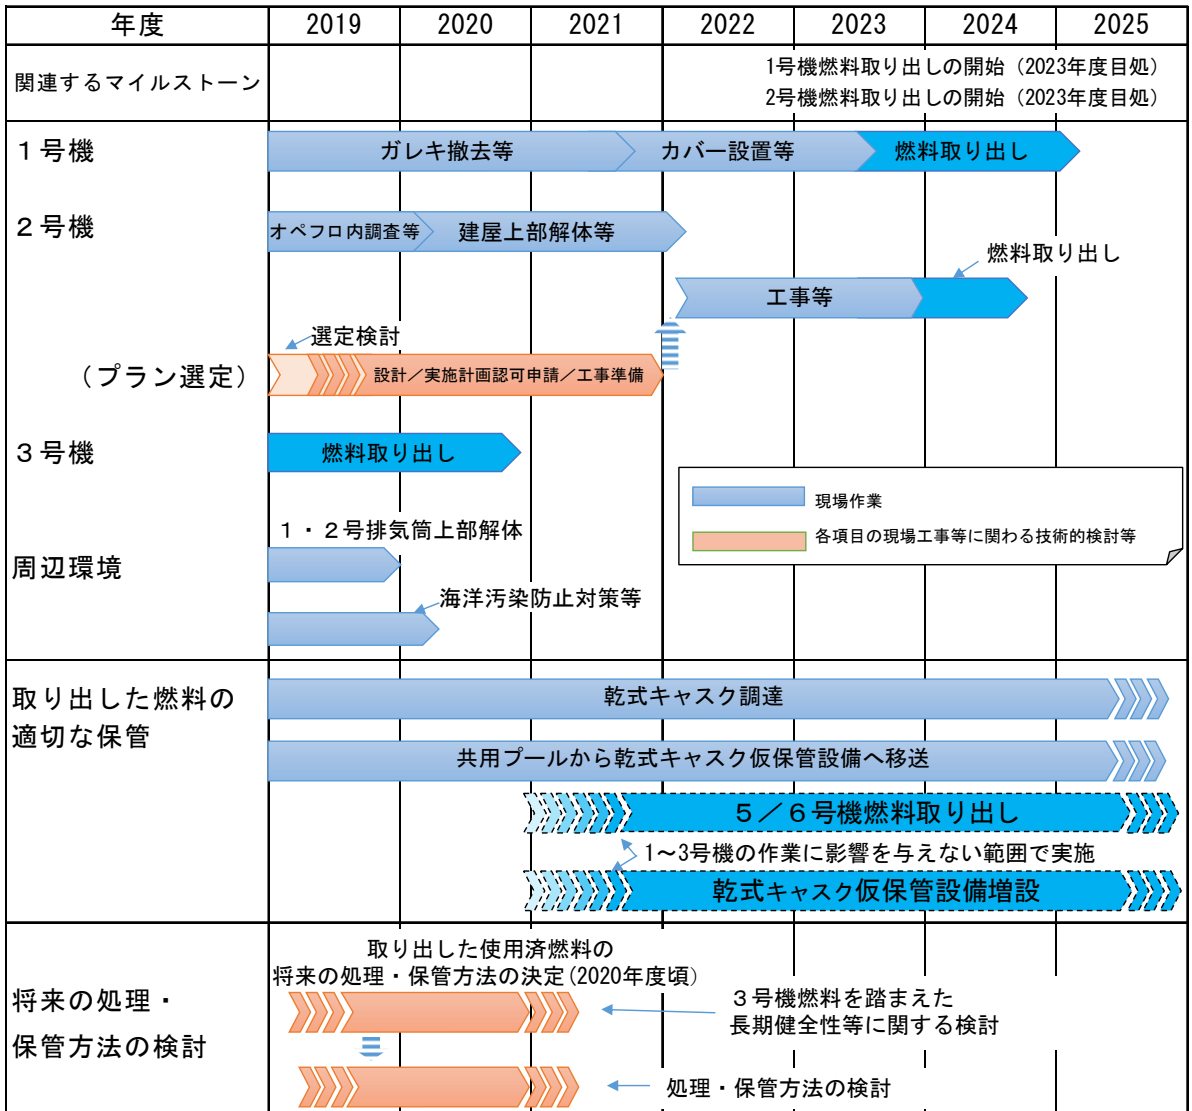 年度
2019
2020
2021
2022
2023
2024
2025
関連するマイルストーン
1号機燃料取り出しの開始（2023年度目処）
2号機燃料取り出しの開始（2023年度目処）
１号機
ガレキ撤去等
カバー設置等
燃料取り出し
２号機
オペフロ内調査等
建屋上部解体等
燃料取り出し
工事等
選定検討
（プラン選定）
設計／実施計画認可申請／工事準備
３号機
燃料取り出し
現場作業
各項目の現場工事等に関わる技術的検討等
１・２号排気筒上部解体
周辺環境
海洋汚染防止対策等
取り出した燃料の
適切な保管
乾式キャスク調達
共用プールから乾式キャスク仮保管設備へ移送
５／６号機燃料取り出し
1～3号機の作業に影響を与えない範囲で実施
乾式キャスク仮保管設備増設
将来の処理・
保管方法の検討
取り出した使用済燃料の
将来の処理・保管方法の決定(2020年度頃)
３号機燃料を踏まえた
長期健全性等に関する検討
処理・保管方法の検討